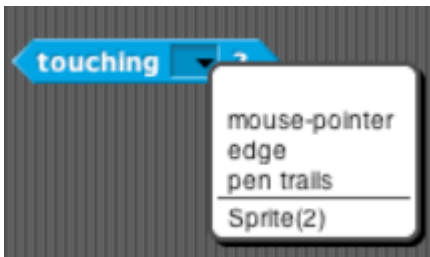 touching ?
mouse-pointer
edge
pen trails
Sprite(2)